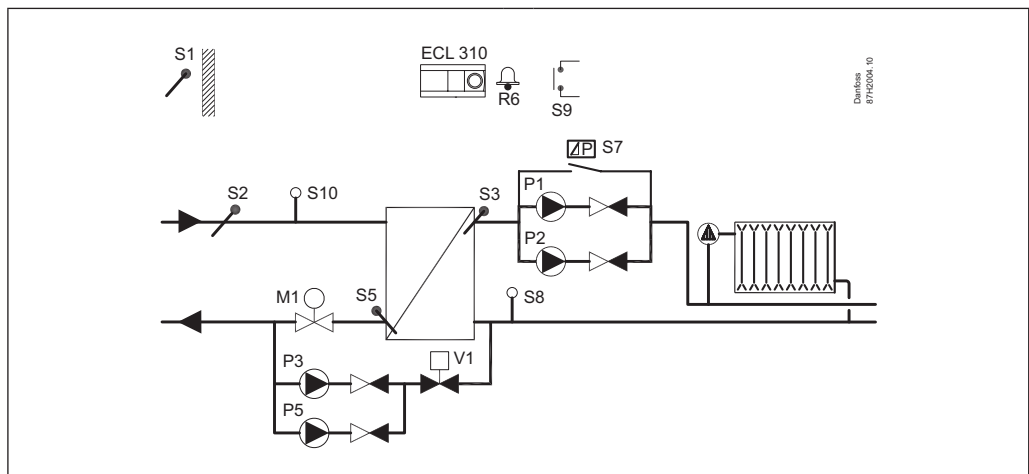 S1
ECL 310
R6
S9
Danfoss
87H2004.10
⊿P S7
S2
S10
S3
P1
P2
M1
S5
S8
P3
V1
P5